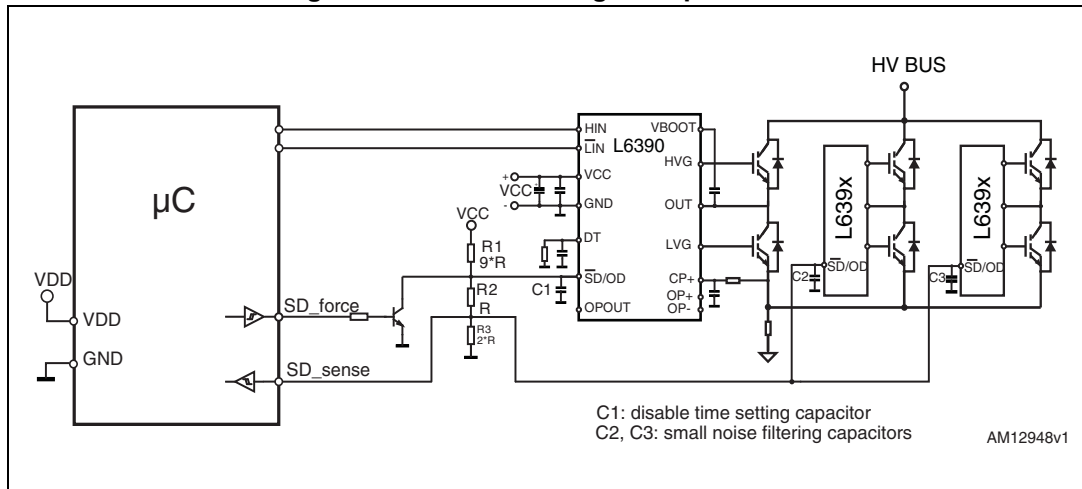 HV BUS
µC
HIN
LIN
L6390
VCC
GND
DT
SD/OD
OPOUT
VBOOT
HVG
OUT
LVG
CP+
OP+
OP-
+
VCC
-
VCC
R1
9*R
R2
R
R3
2*R
C1
VDD
VDD
GND
SD_force
SD_sense
L639x
SD/OD
C2
L639x
SD/OD
C3
C1: disable time setting capacitor
C2, C3: small noise filtering capacitors
AM12948v1